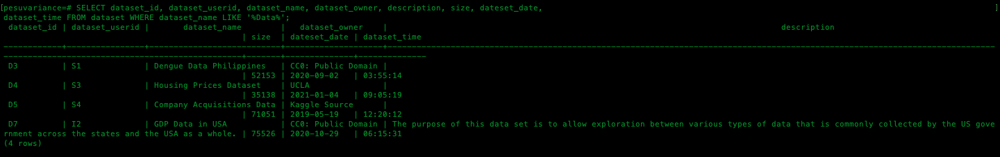 [pesuvariance=# SELECT dataset_id, dataset_userid, dataset_name, dataset_owner, description, size, dateset_date, ]
dataset_time FROM dataset WHERE dataset_name LIKE '%Data%';
dataset_id | dataset_userid | dataset_name | dataset_owner | description
| size | dateset_date | dataset_time
------------+----------------+--------------------------+--------------------+---------------------------------------------------------------------------------------------------------------------------
-------------------------------------------------+-------+--------------+--------------
D3 | S1 | Dengue Data Philippines | CC0: Public Domain |
| 52153 | 2020-09-02 | 03:55:14
D4 | S3 | Housing Prices Dataset | UCLA |
| 35138 | 2021-01-04 | 09:05:19
D5 | S4 | Company Acquisitions Data | Kaggle Source |
| 71051 | 2019-05-19 | 12:20:12
D7 | I2 | GDP Data in USA | CC0: Public Domain | The purpose of this data set is to allow exploration between various types of data that is commonly collected by the US gove
rnment across the states and the USA as a whole. | 75526 | 2020-10-29 | 06:15:31
(4 rows)